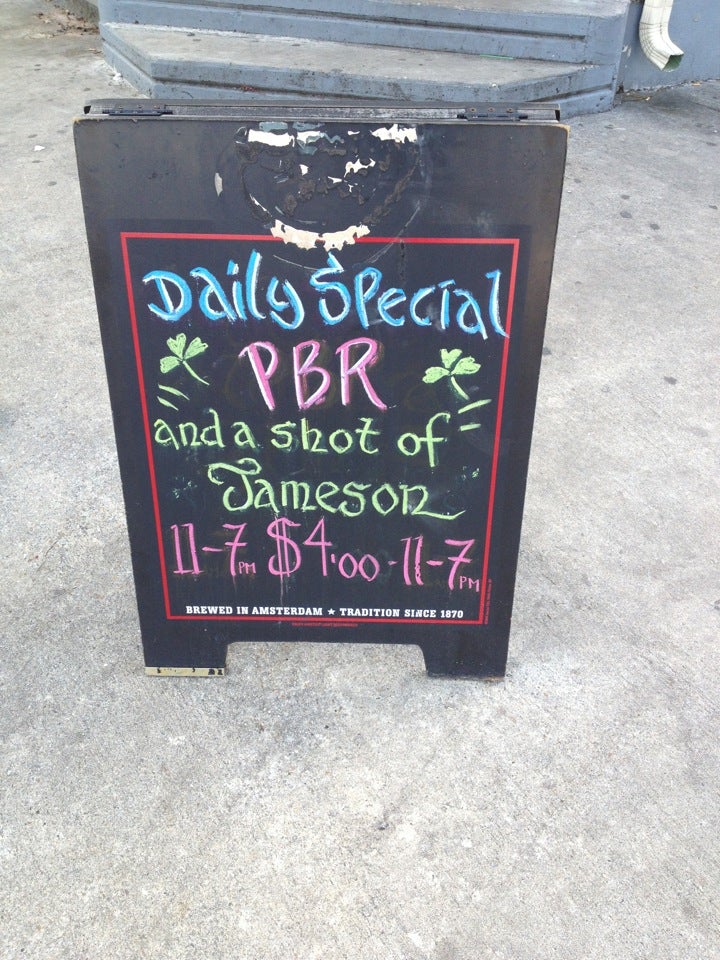 Daily Special
PBR
and a shot of
Jameson
11-7PM $4.00-11-7PM
BREWED IN AMSTERDAM ★ TRADITION SINCE 1870